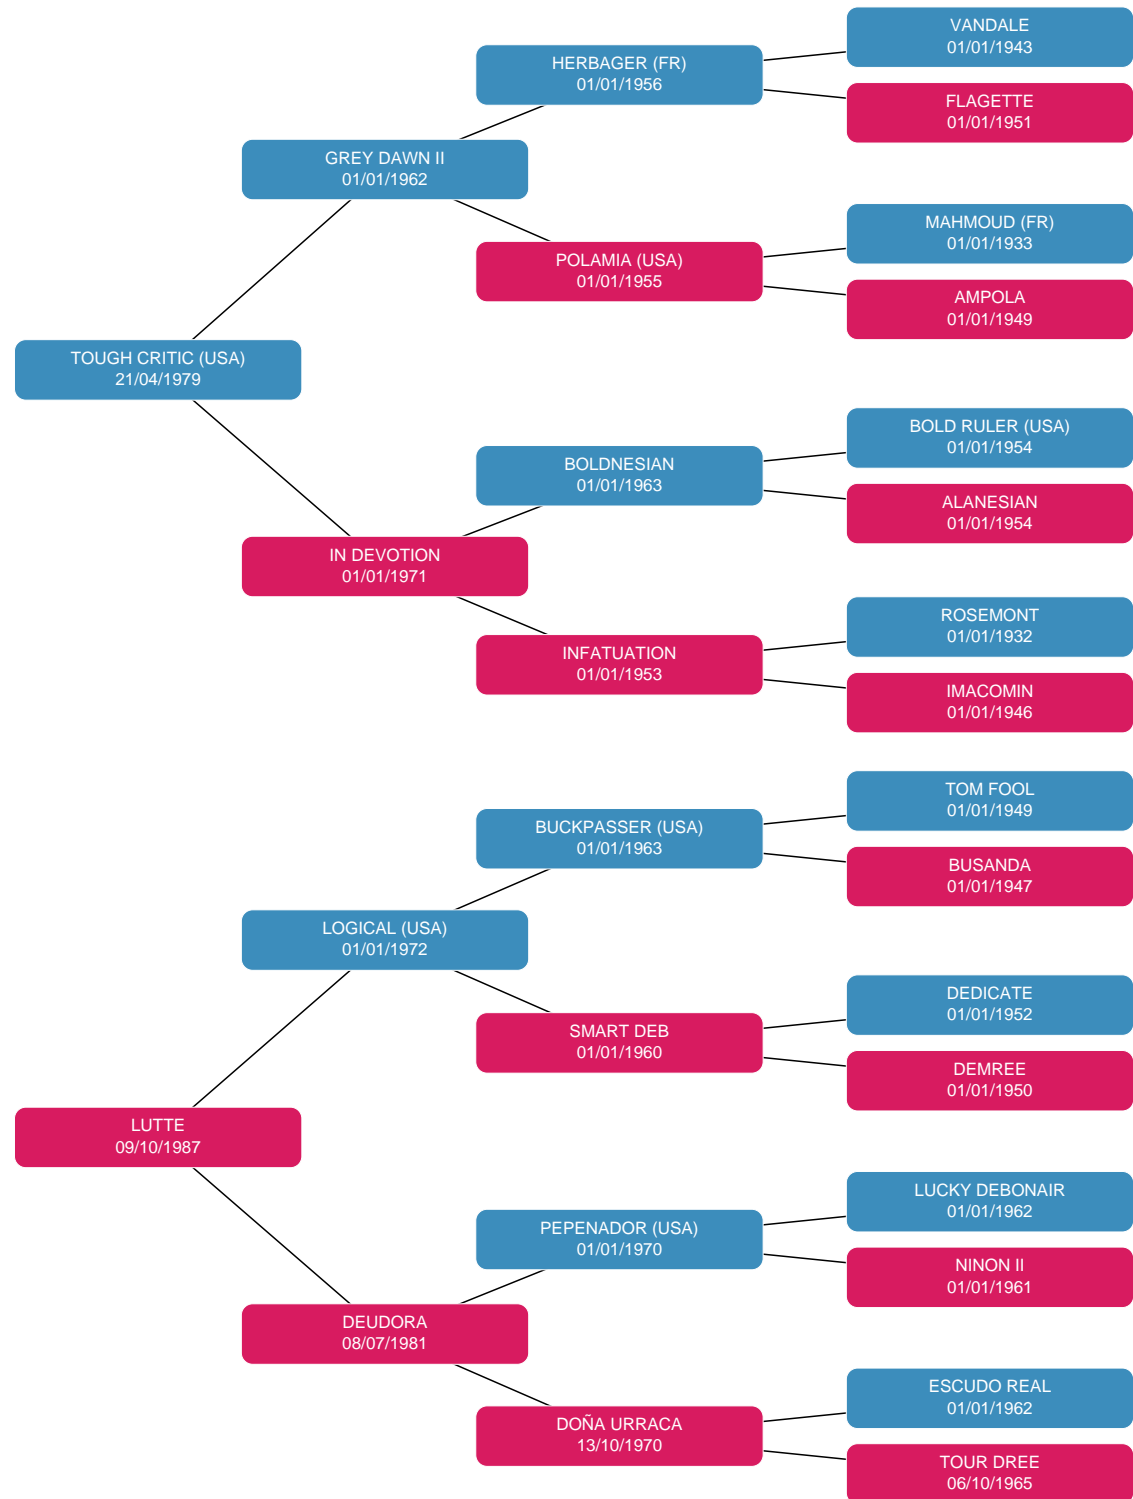 VANDALE
01/01/1943
HERBAGER (FR)
01/01/1956
FLAGETTE
01/01/1951
GREY DAWN II
01/01/1962
MAHMOUD (FR)
01/01/1933
POLAMIA (USA)
01/01/1955
AMPOLA
01/01/1949
TOUGH CRITIC (USA)
21/04/1979
BOLD RULER (USA)
01/01/1954
BOLDNESIAN
01/01/1963
ALANESIAN
01/01/1954
IN DEVOTION
01/01/1971
ROSEMONT
01/01/1932
INFATUATION
01/01/1953
IMACOMIN
01/01/1946
TOM FOOL
01/01/1949
BUCKPASSER (USA)
01/01/1963
BUSANDA
01/01/1947
LOGICAL (USA)
01/01/1972
DEDICATE
01/01/1952
SMART DEB
01/01/1960
DEMREE
01/01/1950
LUTTE
09/10/1987
LUCKY DEBONAIR
01/01/1962
PEPENADOR (USA)
01/01/1970
NINON II
01/01/1961
DEUDORA
08/07/1981
ESCUDO REAL
01/01/1962
DOÑA URRACA
13/10/1970
TOUR DREE
06/10/1965